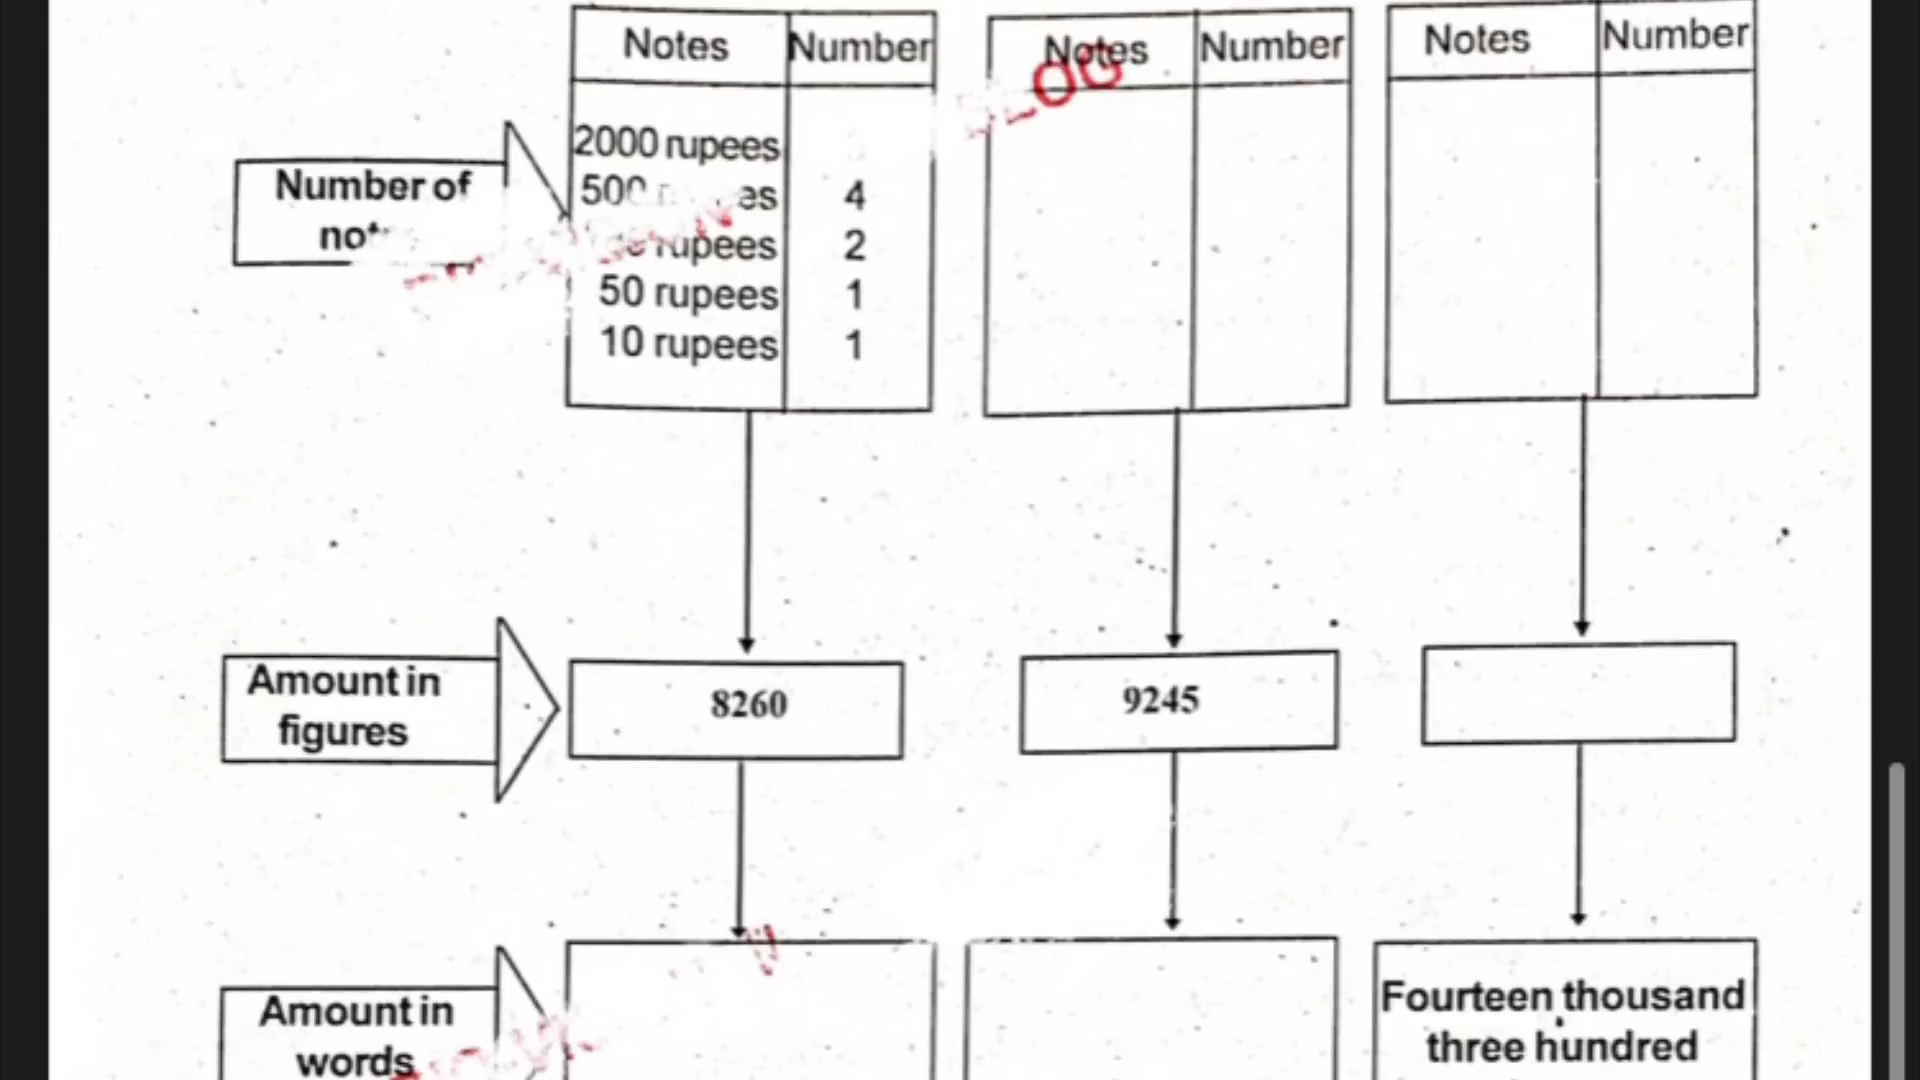 Notes Number
Notes Number
Notes Number
2000 rupees
4
rupees 2
50 rupees 1
10 rupees 1
Number of
Amount in
figures
8260
9245
Amount in
words
Fourteen thousand
three hundred